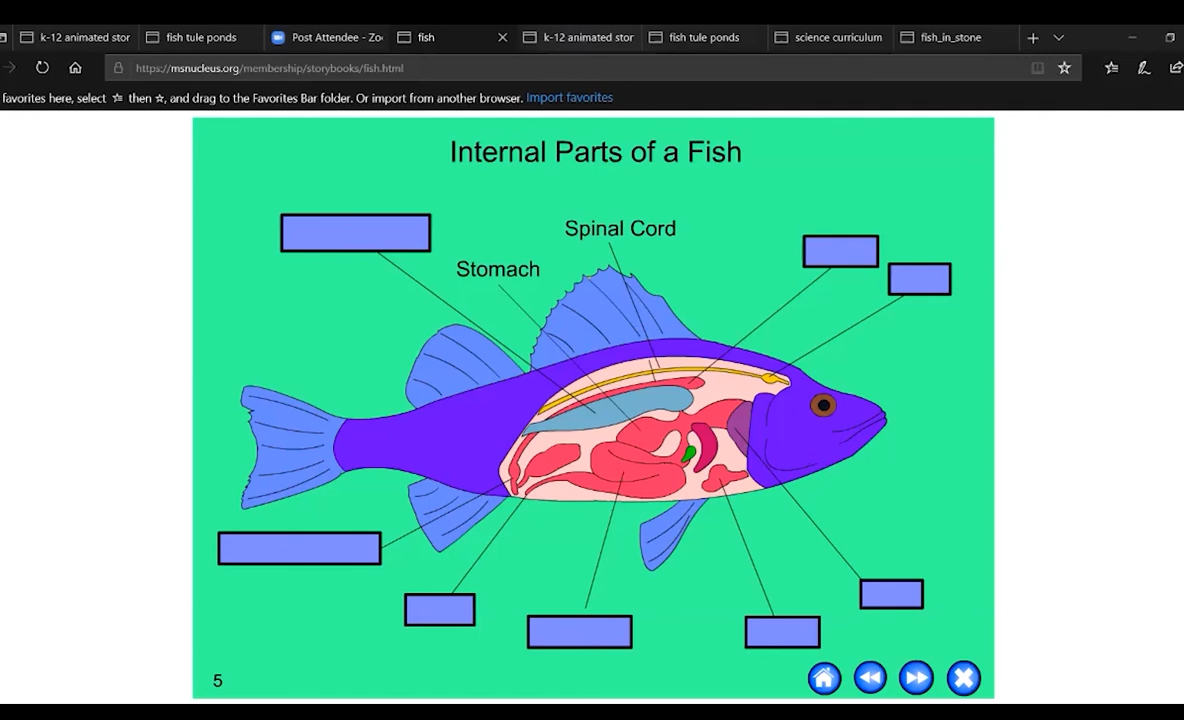 k-12 animated stor
fish tule ponds
Post Attendee - Zo
fish
k-12 animated stor
fish tule ponds
science curriculum
fish_in_stone
https://msnucleus.org/membership/storybooks/fish.html
favorites here, select then, and drag to the Favorites Bar folder. Or import from another browser. Import favorites
Internal Parts of a Fish
Spinal Cord
Stomach
5